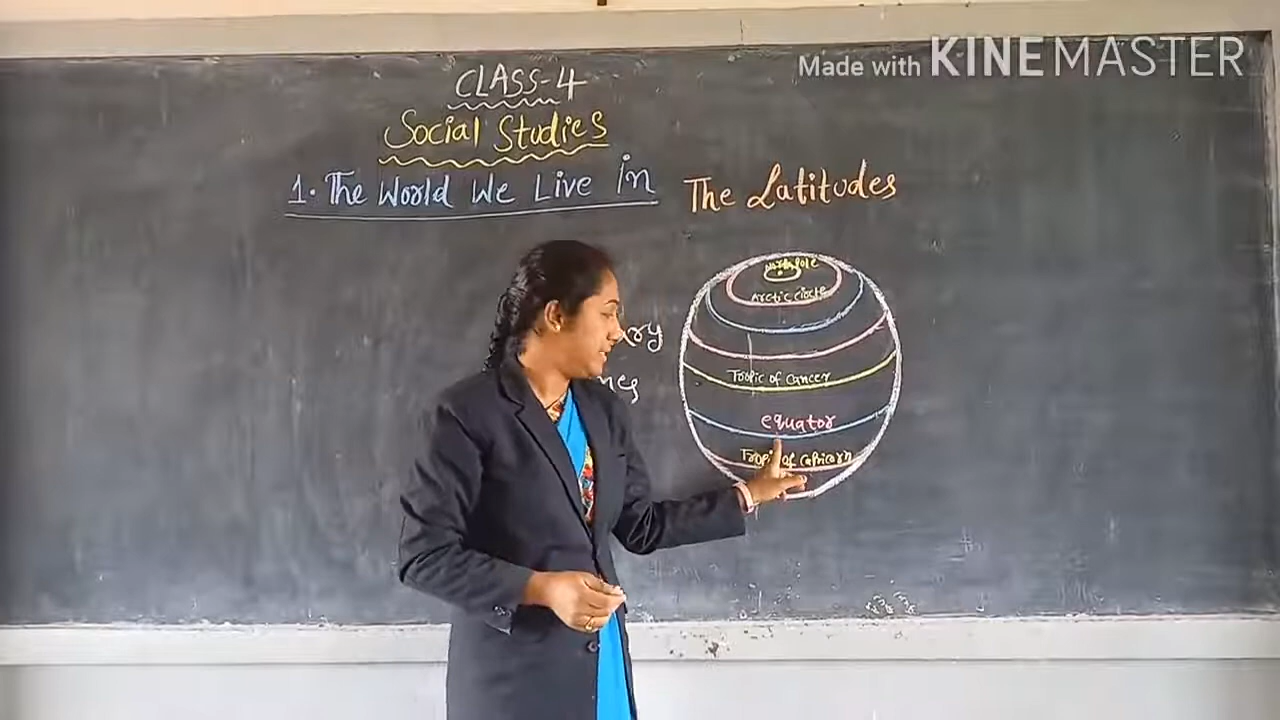 Made with KINEMASTER
CLASS-4
Social Studies
1. The World We Live in
The Latitudes
North pole
Arctic circle
Tropic of cancer
equator
Tropic of capricorn